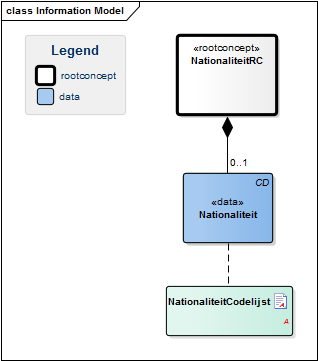 class Information Model
Legend
rootconcept
data
«rootconcept»
NationaliteitRC
0..1
CD
«data»
Nationaliteit
NationaliteitCodelijst
A
A